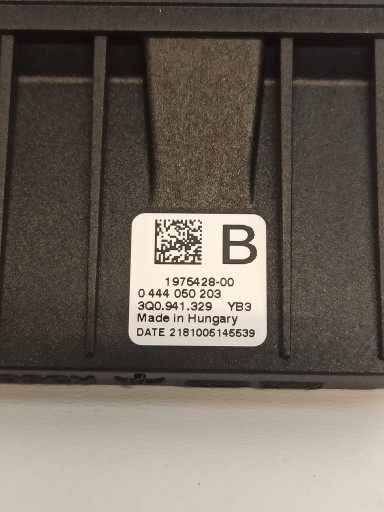 B
1975428-00
0 444 050 203
3Q0.941.329 YB3
Made in Hungary
DATE 2181005145539